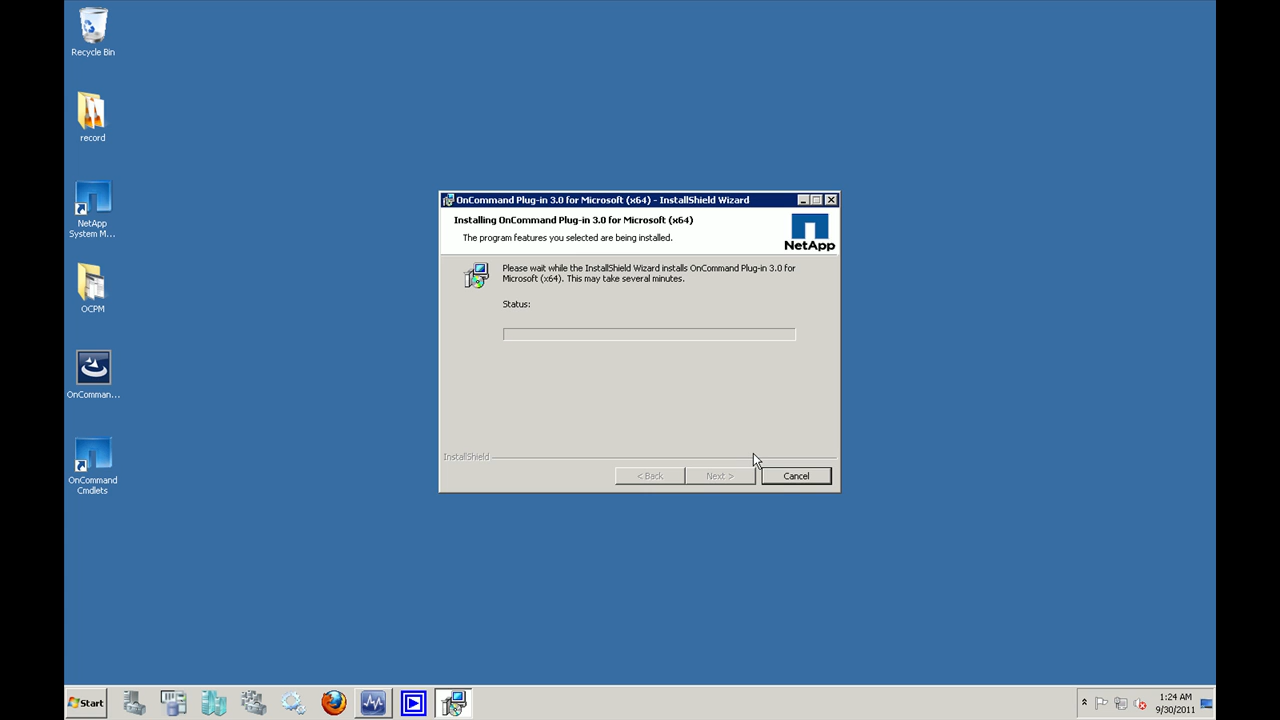 Recycle Bin
record
NetApp
System M...
OCPM
OnComman...
OnCommand
Cmdlets
OnCommand Plug-in 3.0 for Microsoft (x64) - InstallShield Wizard
Installing OnCommand Plug-in 3.0 for Microsoft (x64)
The program features you selected are being installed.
NetApp
Please wait while the InstallShield Wizard installs OnCommand Plug-in 3.0 for
Microsoft (x64). This may take several minutes.
Status:
InstallShield
< Back
Next >
Cancel
Start
1:24 AM
9/30/2011